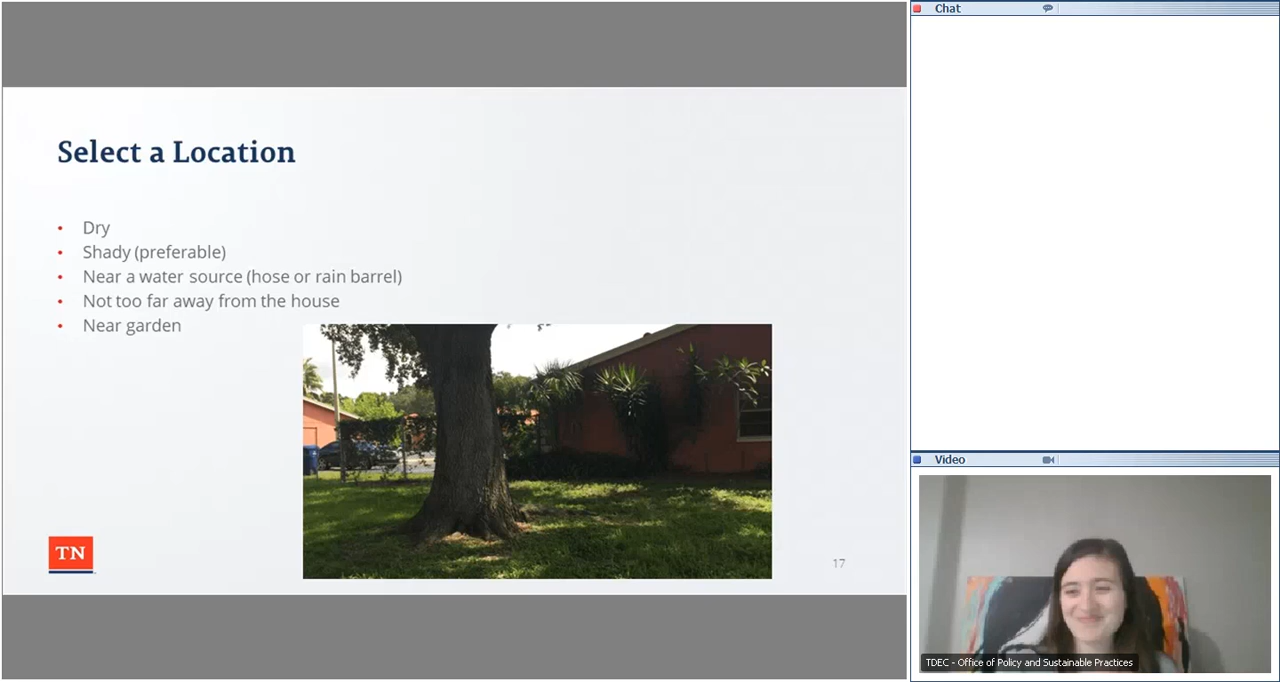 Chat
Select a Location
• Dry
• Shady (preferable)
• Near a water source (hose or rain barrel)
• Not too far away from the house
• Near garden
TN
17
Video
TDEC - Office of Policy and Sustainable Practices